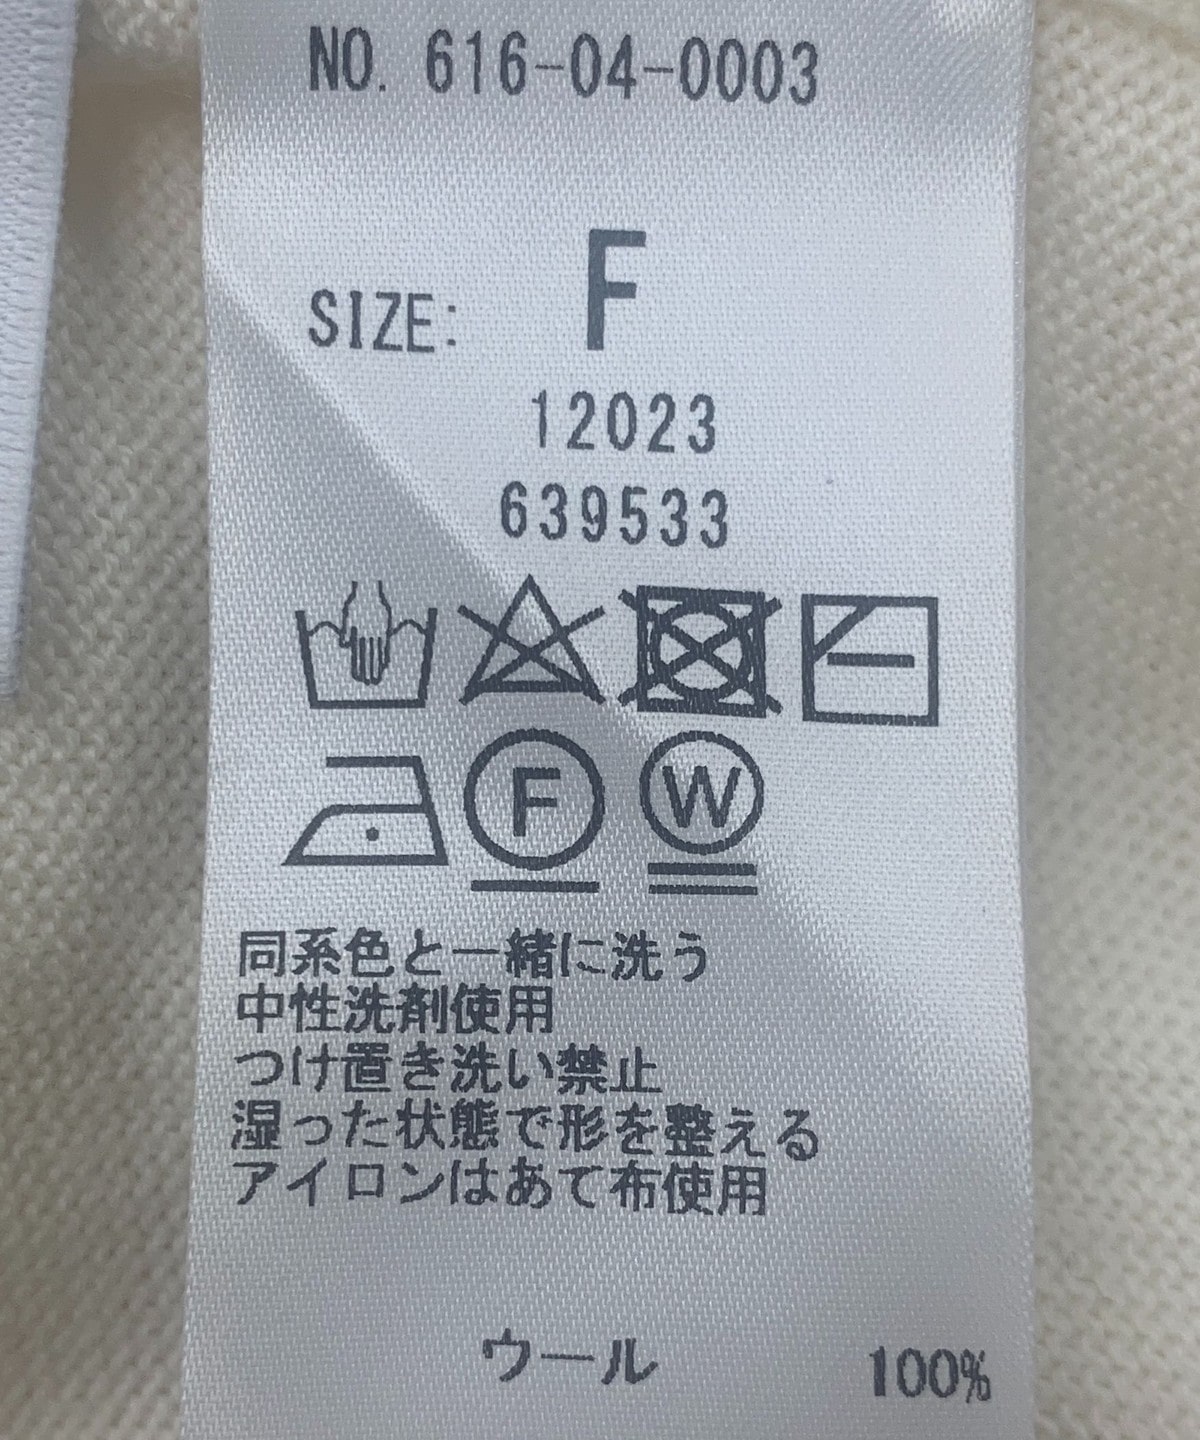 NO. 616-04-0003
SIZE: F
12023
639533
F W
同系色と一緒に洗う
中性洗剤使用
つけ置き洗い禁止
湿った状態で形を整える
アイロンはあて布使用
ウール 100%